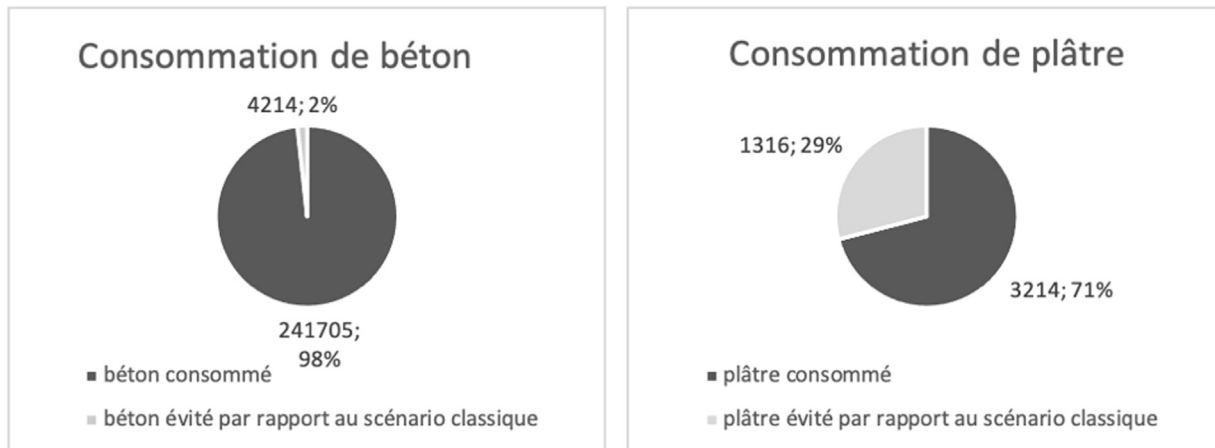 Consommation de béton
4214; 2%
241705;
98%
béton consommé
béton évité par rapport au scénario classique
Consommation de plâtre
1316; 29%
3214; 71%
plâtre consommé
plâtre évité par rapport au scénario classique